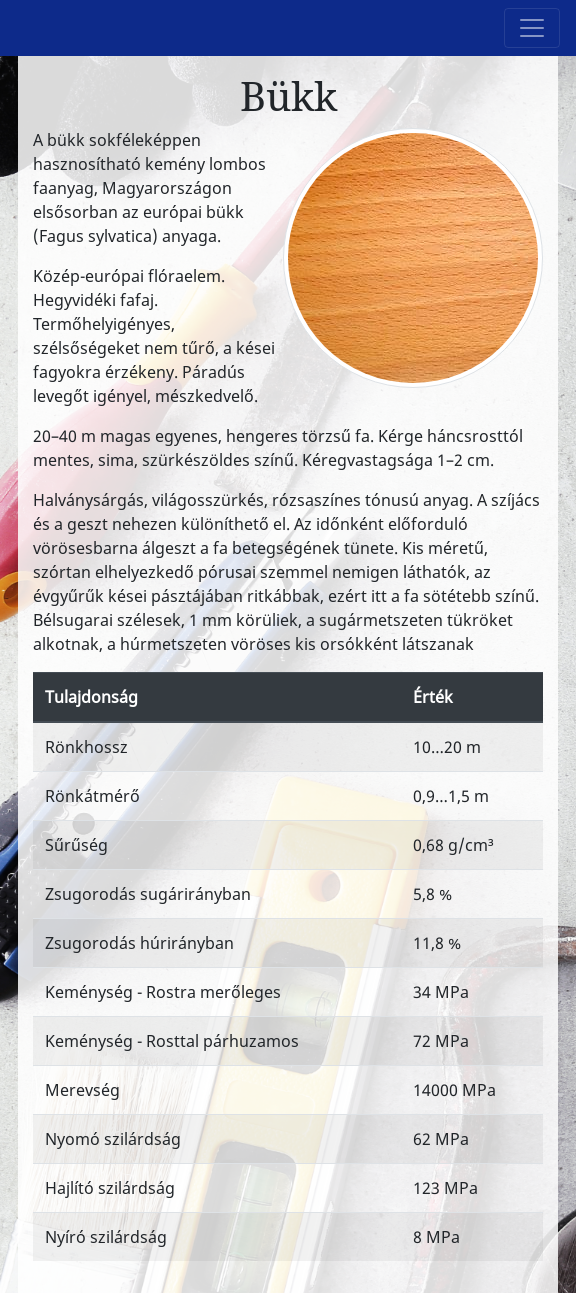 Bükk
A bükk sokféleképpen
hasznosítható kemény lombos
faanyag, Magyarországon
elsősorban az európai bükk
(Fagus sylvatica) anyaga.
Közép-európai flóraelem.
Hegyvidéki fafaj.
Termőhelyigényes,
szélsőségeket nem tűrő, a kései
fagyokra érzékeny. Páradús
levegőt igényel, mészkedvelő.
20–40 m magas egyenes, hengeres törzsű fa. Kérge háncsrosttól
mentes, sima, szürkészöldes színű. Kéregvastagsága 1–2 cm.
Halványsárgás, világosszürkés, rózsaszínes tónusú anyag. A szíjács
és a geszt nehezen különíthető el. Az időnként előforduló
vörösesbarna álgeszt a fa betegségének tünete. Kis méretű,
szórtan elhelyezkedő pórusai szemmel nemigen láthatók, az
évgyűrűk kései pásztájában ritkábbak, ezért itt a fa sötétebb színű.
Bélsugarai szélesek, 1 mm körüliek, a sugármetszeten tükröket
alkotnak, a húrmetszeten vöröses kis orsókként látszanak
Tulajdonság Érték
Rönkhossz 10...20 m
Rönkátmérő 0,9...1,5 m
Sűrűség 0,68 g/cm³
Zsugorodás sugárirányban 5,8 %
Zsugorodás húrirányban 11,8 %
Keménység - Rostra merőleges 34 MPa
Keménység - Rosttal párhuzamos 72 MPa
Merevség 14000 MPa
Nyomó szilárdság 62 MPa
Hajlító szilárdság 123 MPa
Nyíró szilárdság 8 MPa